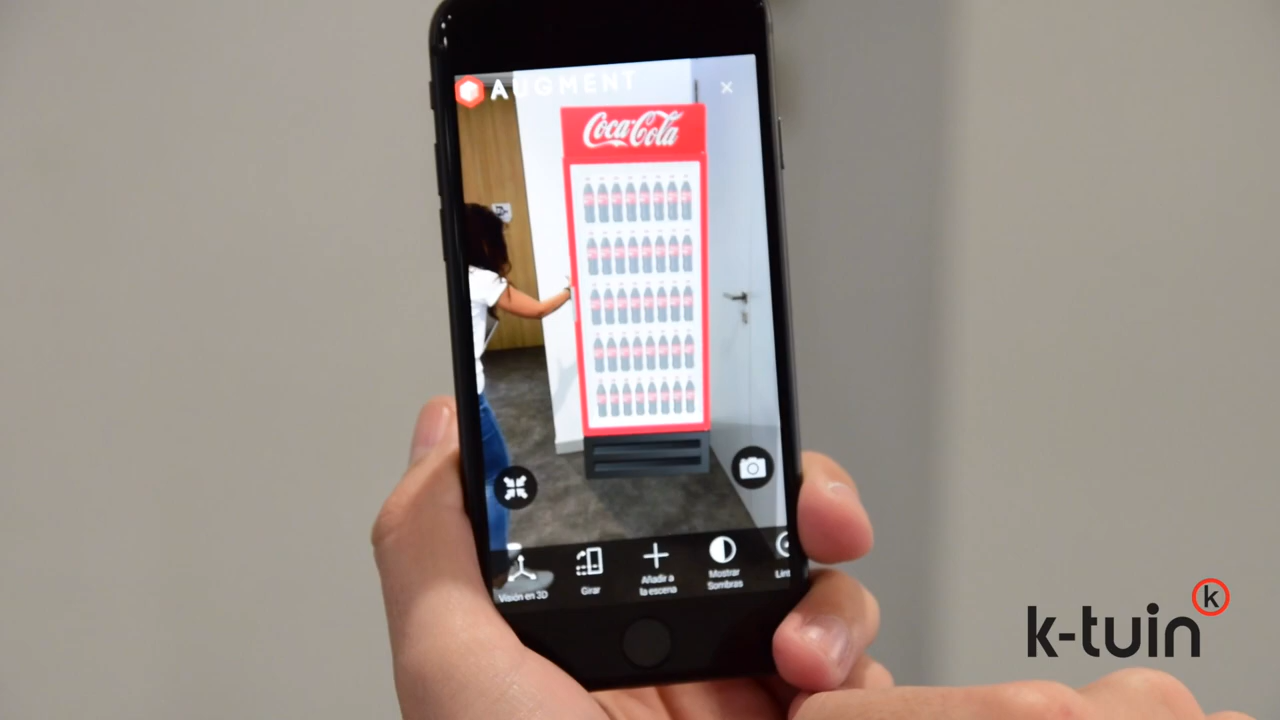 AUGMENT
Coca-Cola
Visión en 3D
Girar
Añadir a
la escena
Mostrar
Sombras
k-tuin
k